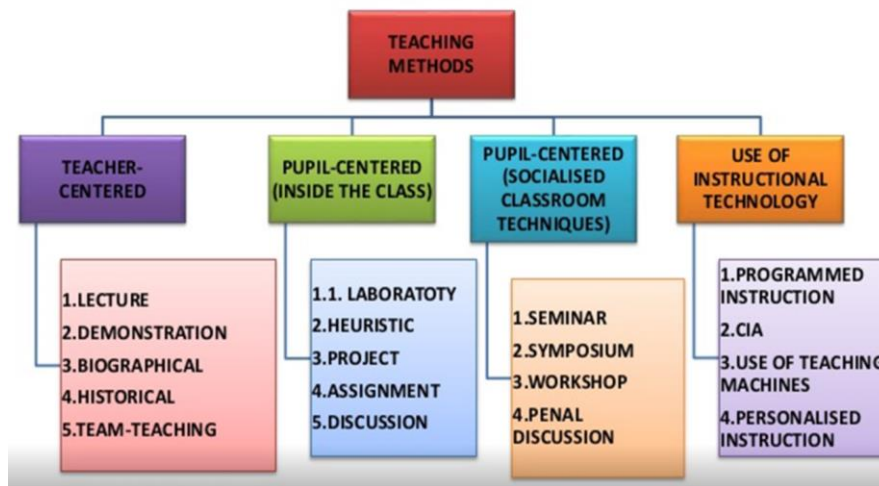 TEACHING
METHODS
TEACHER-
CENTERED
PUPIL-CENTERED
(INSIDE THE CLASS)
PUPIL-CENTERED
(SOCIALISED
CLASSROOM
TECHNIQUES)
USE OF
INSTRUCTIONAL
TECHNOLOGY
1.LECTURE
2.DEMONSTRATION
3.BIOGRAPHICAL
4.HISTORICAL
5.TEAM-TEACHING
1.1. LABORATOTY
2.HEURISTIC
3.PROJECT
4.ASSIGNMENT
5.DISCUSSION
1.SEMINAR
2.SYMPOSIUM
3.WORKSHOP
4.PENAL
DISCUSSION
1.PROGRAMMED
INSTRUCTION
2.CIA
3.USE OF TEACHING
MACHINES
4.PERSONALISED
INSTRUCTION